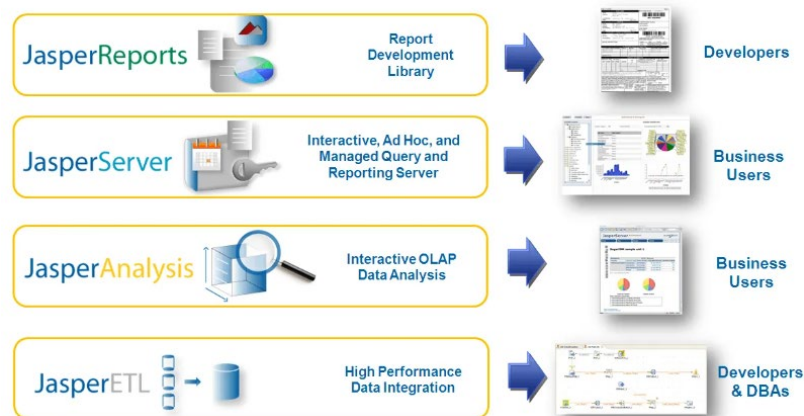 JasperReports
Report
Development
Library
Developers
JasperServer
Interactive, Ad Hoc, and
Managed Query and
Reporting Server
Business
Users
JasperAnalysis
Interactive OLAP
Data Analysis
Business
Users
JasperETL
High Performance
Data Integration
Developers
& DBAs